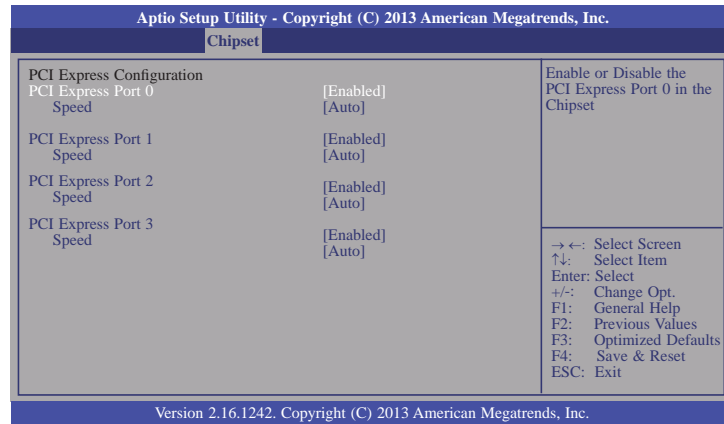 Aptio Setup Utility - Copyright (C) 2013 American Megatrends, Inc.
Chipset
PCI Express Configuration
PCI Express Port 0 [Enabled]
Speed [Auto]
PCI Express Port 1 [Enabled]
Speed [Auto]
PCI Express Port 2 [Enabled]
Speed [Auto]
PCI Express Port 3 [Enabled]
Speed [Auto]
Enable or Disable the
PCI Express Port 0 in the
Chipset
→←: Select Screen
↑↓: Select Item
Enter: Select
+/-: Change Opt.
F1: General Help
F2: Previous Values
F3: Optimized Defaults
F4: Save & Reset
ESC: Exit
Version 2.16.1242. Copyright (C) 2013 American Megatrends, Inc.